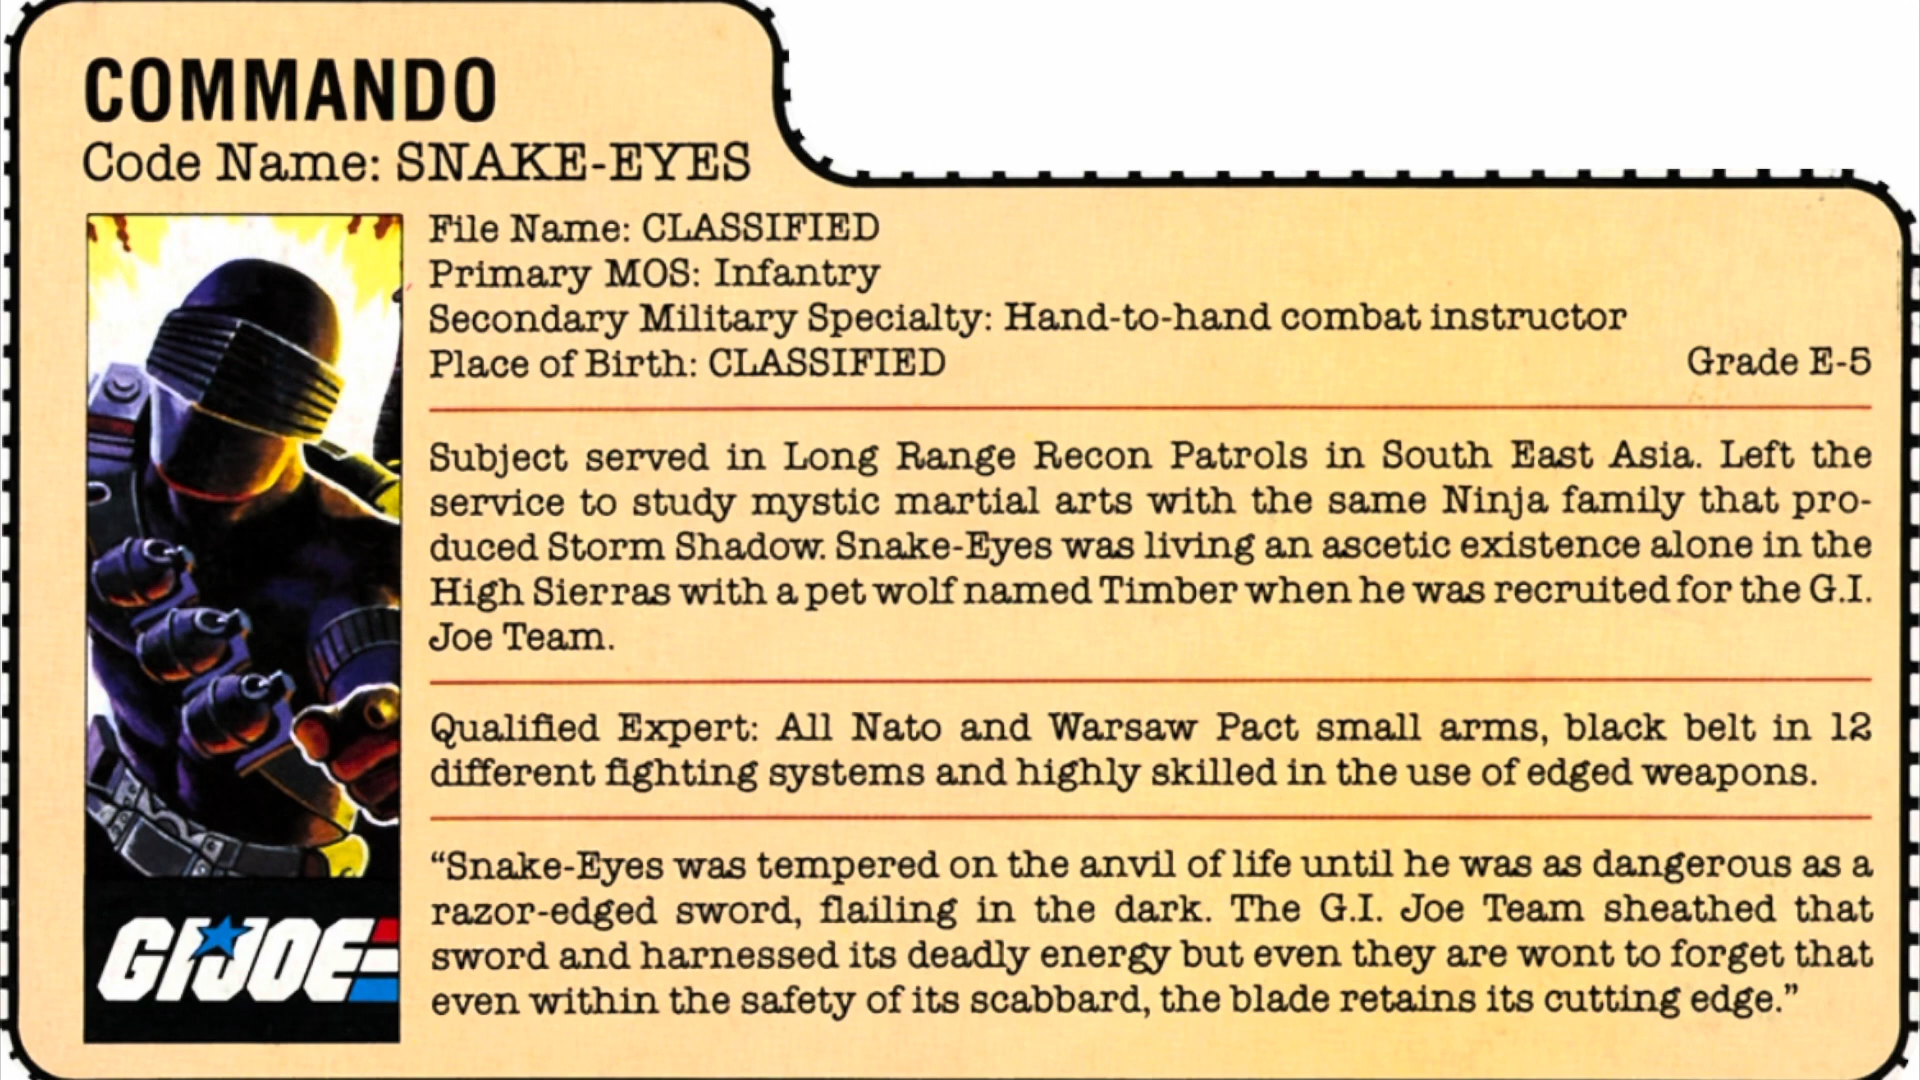 COMMANDO
Code Name: SNAKE-EYES
File Name: CLASSIFIED
Primary MOS: Infantry
Secondary Military Specialty: Hand-to-hand combat instructor
Place of Birth: CLASSIFIED Grade E-5
Subject served in Long Range Recon Patrols in South East Asia. Left the
service to study mystic martial arts with the same Ninja family that pro-
duced Storm Shadow. Snake-Eyes was living an ascetic existence alone in the
High Sierras with a pet wolf named Timber when he was recruited for the G.I.
Joe Team.
Qualified Expert: All Nato and Warsaw Pact small arms, black belt in 12
different fighting systems and highly skilled in the use of edged weapons.
“Snake-Eyes was tempered on the anvil of life until he was as dangerous as a
razor-edged sword, flailing in the dark. The G.I. Joe Team sheathed that
sword and harnessed its deadly energy but even they are wont to forget that
even within the safety of its scabbard, the blade retains its cutting edge.”
GIJOE